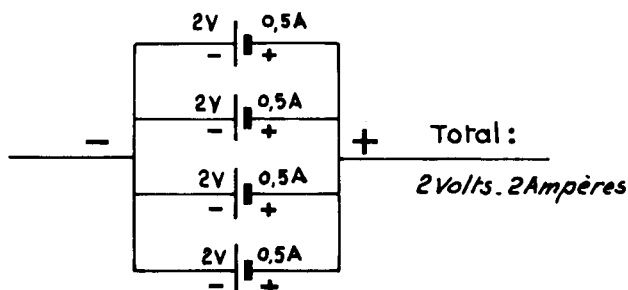 2V 0,5A
- +
2V 0,5A
- +
- + Total:
2V 0,5A
2Volts. 2Ampères
- +
2V 0,5A
- +